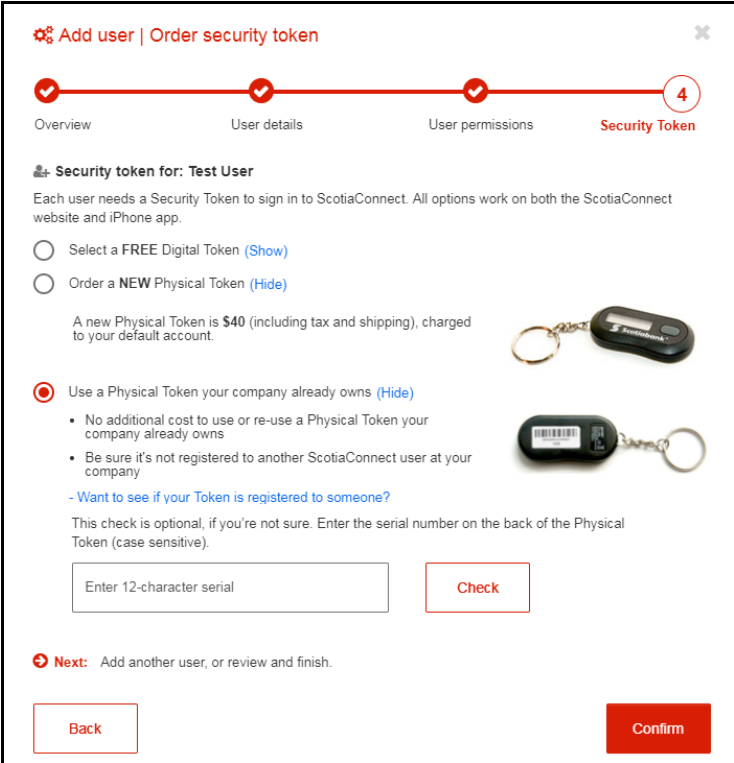 Add user | Order security token
4
Overview
User details
User permissions
Security Token
Security token for: Test User
Each user needs a Security Token to sign in to ScotiaConnect. All options work on both the ScotiaConnect
website and iPhone app.
Select a FREE Digital Token (Show)
Order a NEW Physical Token (Hide)
A new Physical Token is $40 (including tax and shipping), charged
to your default account.
Scotiabank
Use a Physical Token your company already owns (Hide)
• No additional cost to use or re-use a Physical Token your
company already owns
• Be sure it's not registered to another ScotiaConnect user at your
company
- Want to see if your Token is registered to someone?
This check is optional, if you’re not sure. Enter the serial number on the back of the Physical
Token (case sensitive).
Enter 12-character serial
Check
Next: Add another user, or review and finish.
Back
Confirm